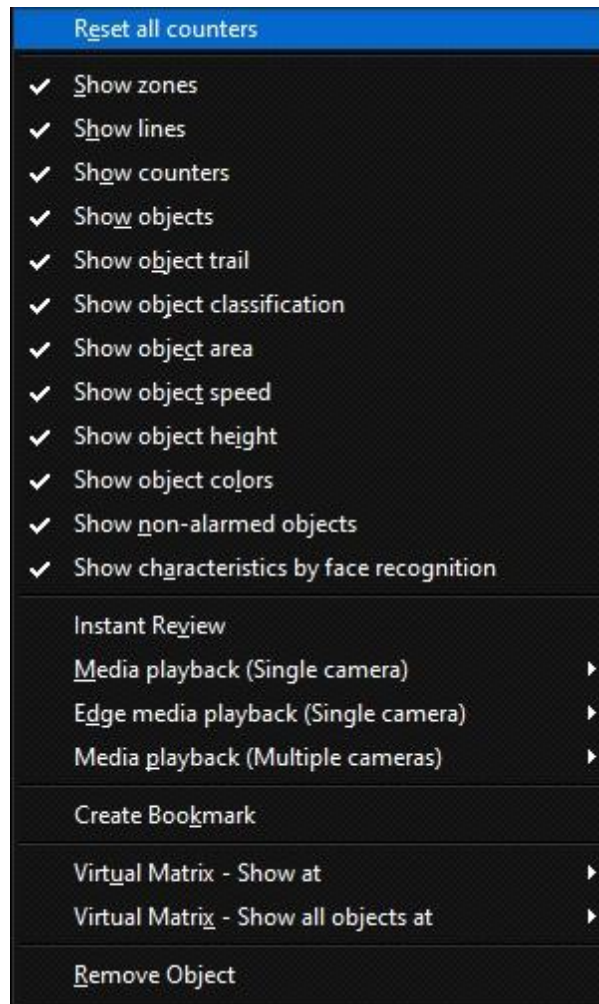 Reset all counters
Show zones
Show lines
Show counters
Show objects
Show object trail
Show object classification
Show object area
Show object speed
Show object height
Show object colors
Show non-alarmed objects
Show characteristics by face recognition
Instant Review
Media playback (Single camera)
Edge media playback (Single camera)
Media playback (Multiple cameras)
Create Bookmark
Virtual Matrix - Show at
Virtual Matrix - Show all objects at
Remove Object